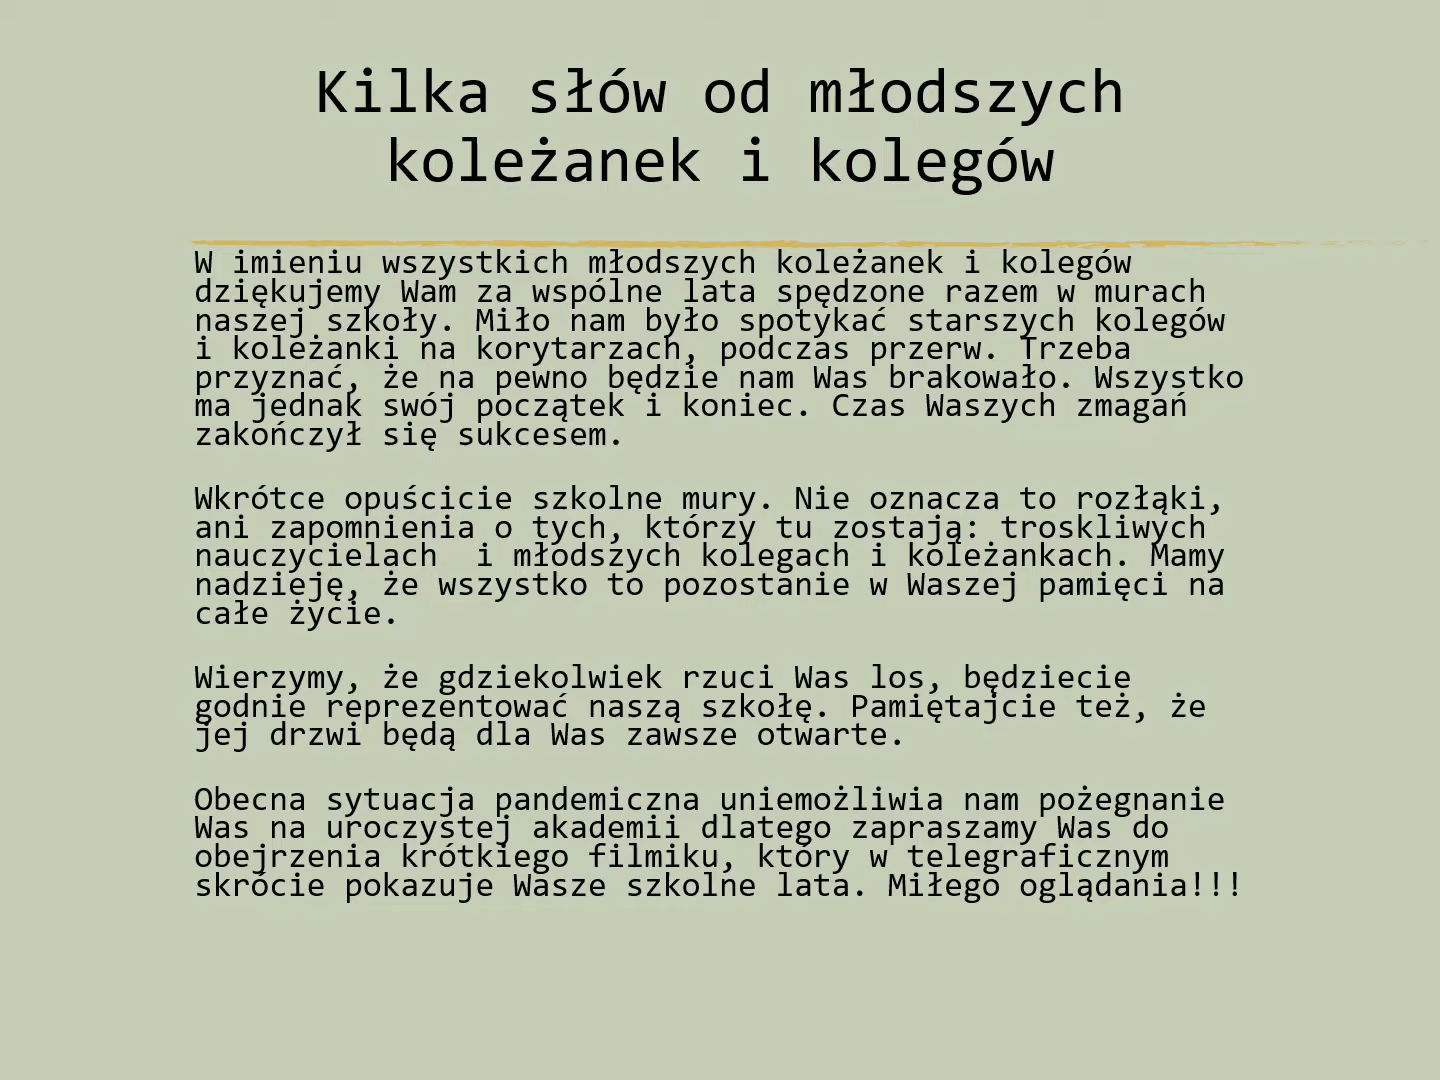 Kilka słów od młodszych
koleżanek i kolegów
W imieniu wszystkich młodszych koleżanek i kolegów
dziękujemy Wam za wspólne lata spędzone razem w murach
naszej szkoły. Miło nam było spotykać starszych kolegów
i koleżanki na korytarzach, podczas przerw. Trzeba
przyznać, że na pewno będzie nam Was brakowało. Wszystko
ma jednak swój początek i koniec. Czas Waszych zmagań
zakończył się sukcesem.
Wkrótce opuścicie szkolne mury. Nie oznacza to rozłąki,
ani zapomnienia o tych, którzy tu zostają: troskliwych
nauczycielach  i młodszych kolegach i koleżankach. Mamy
nadzieję, że wszystko to pozostanie w Waszej pamięci na
całe życie.
Wierzymy, że gdziekolwiek rzuci Was los, będziecie
godnie reprezentować naszą szkołę. Pamiętajcie też, że
jej drzwi będą dla Was zawsze otwarte.
Obecna sytuacja pandemiczna uniemożliwia nam pożegnanie
Was na uroczystej akademii dlatego zapraszamy Was do
obejrzenia krótkiego filmiku, który w telegraficznym
skrócie pokazuje Wasze szkolne lata. Miłego oglądania!!!